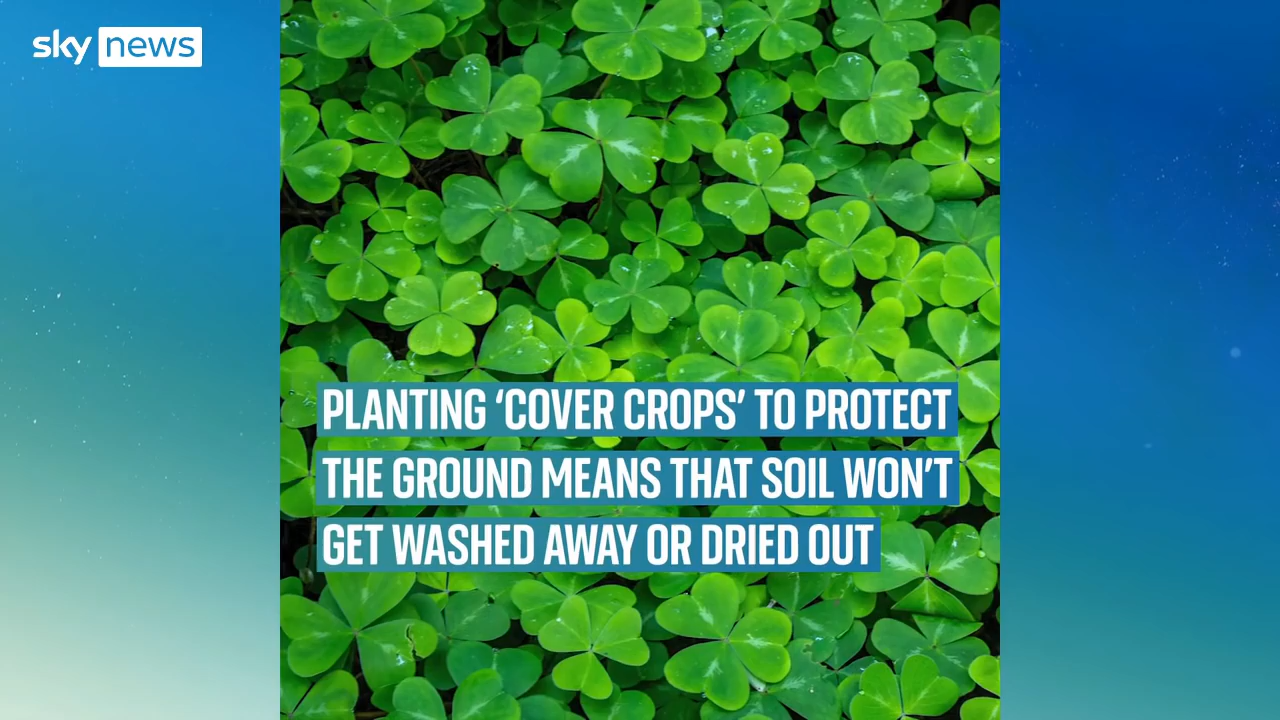 sky news
PLANTING ‘COVER CROPS’ TO PROTECT
THE GROUND MEANS THAT SOIL WON’T
GET WASHED AWAY OR DRIED OUT